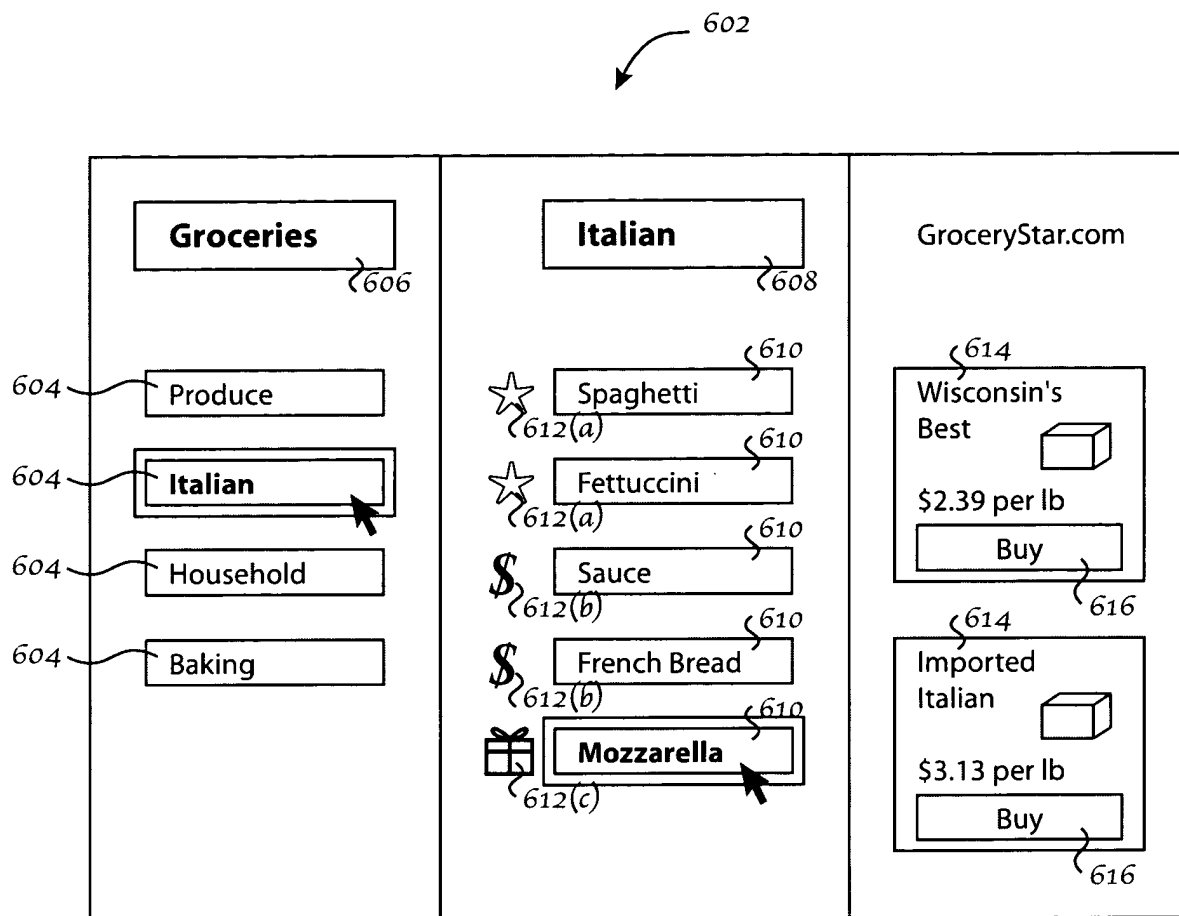 602
Groceries
606
604
Produce
604
Italian
604
Household
604
Baking
Italian
608
610
Spaghetti
612(a)
610
Fettuccini
612(a)
610
$
Sauce
612(b)
610
$
French Bread
612(b)
610
Mozzarella
612(c)
GroceryStar.com
614
Wisconsin's
Best
$2.39 per lb
Buy
616
614
Imported
Italian
$3.13 per lb
Buy
616